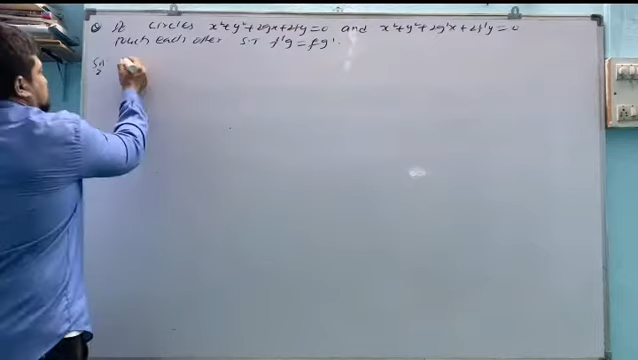 Q If circles x²+y²+2gx+2fy=0 and x²+y²+2g'x+2f'y=0
touch each other S.T f'g=fg'.
Sol